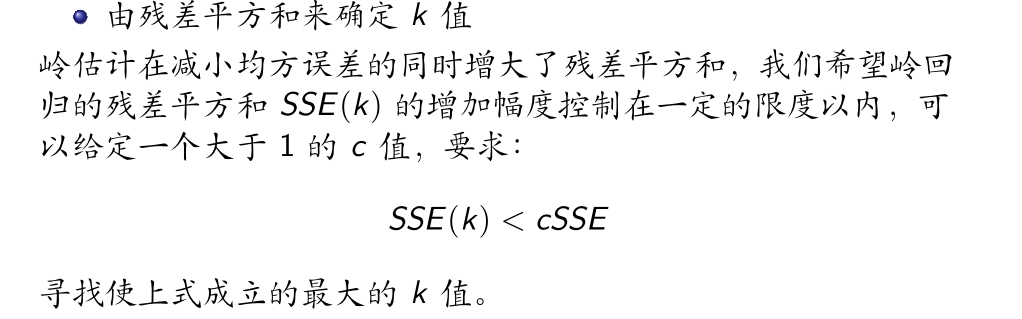 由残差平方和来确定 k 值
岭估计在减小均方误差的同时增大了残差平方和，我们希望岭回
归的残差平方和 SSE(k) 的增加幅度控制在一定的限度以内，可
以给定一个大于 1 的 c 值，要求：
SSE(k) < cSSE
寻找使上式成立的最大的 k 值。